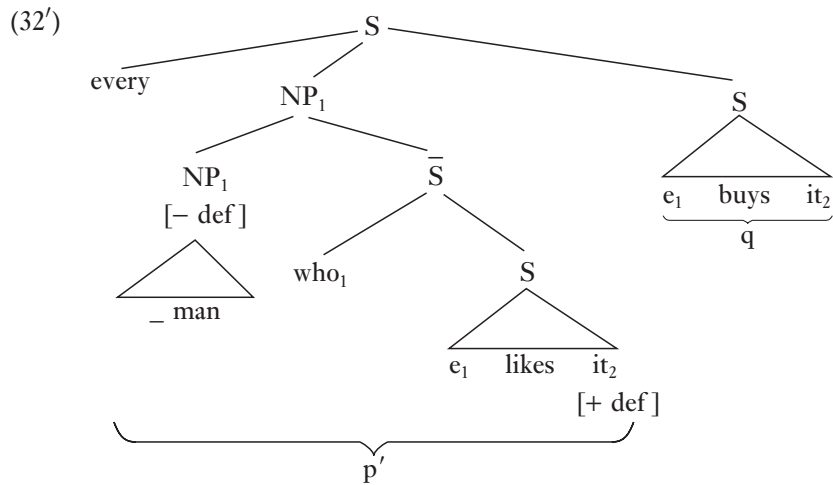 (32′)
S
every
NP₁
S
NP₁
S̅
[– def]
e₁ buys it₂
q
who₁
S
_ man
e₁ likes it₂
[+ def]
p′